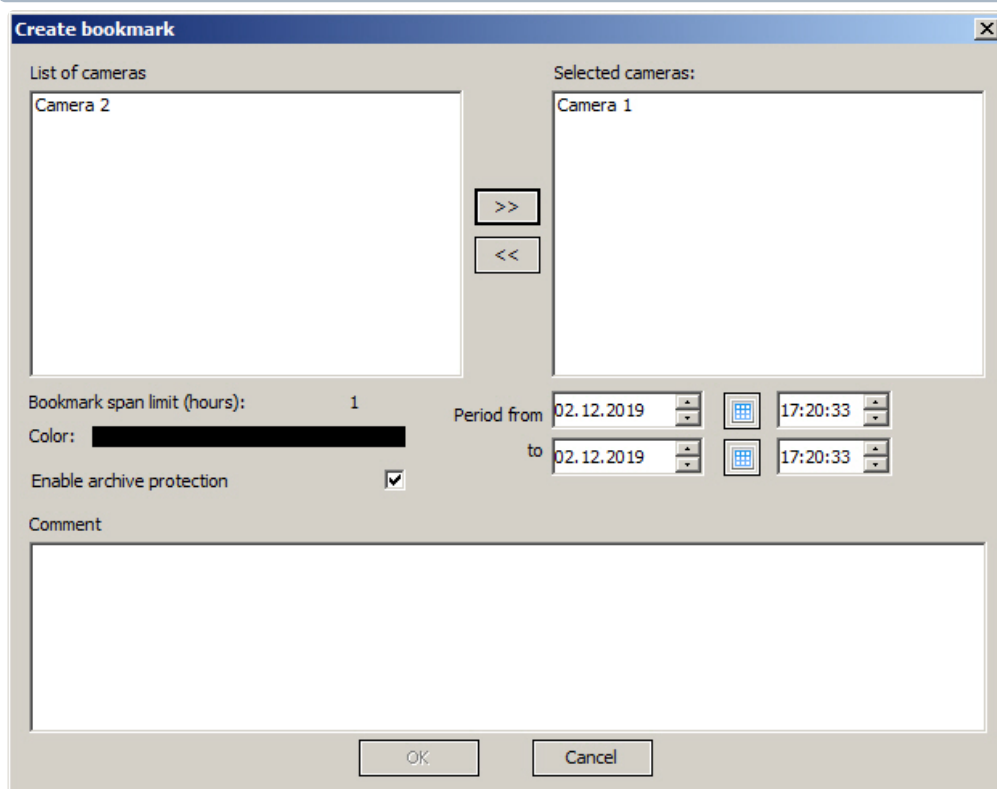 Create bookmark
List of cameras
Selected cameras:
Camera 2
Camera 1
>>
<<
Bookmark span limit (hours): 1
Period from 02.12.2019 17:20:33
Color:
to 02.12.2019 17:20:33
Enable archive protection
Comment
OK
Cancel